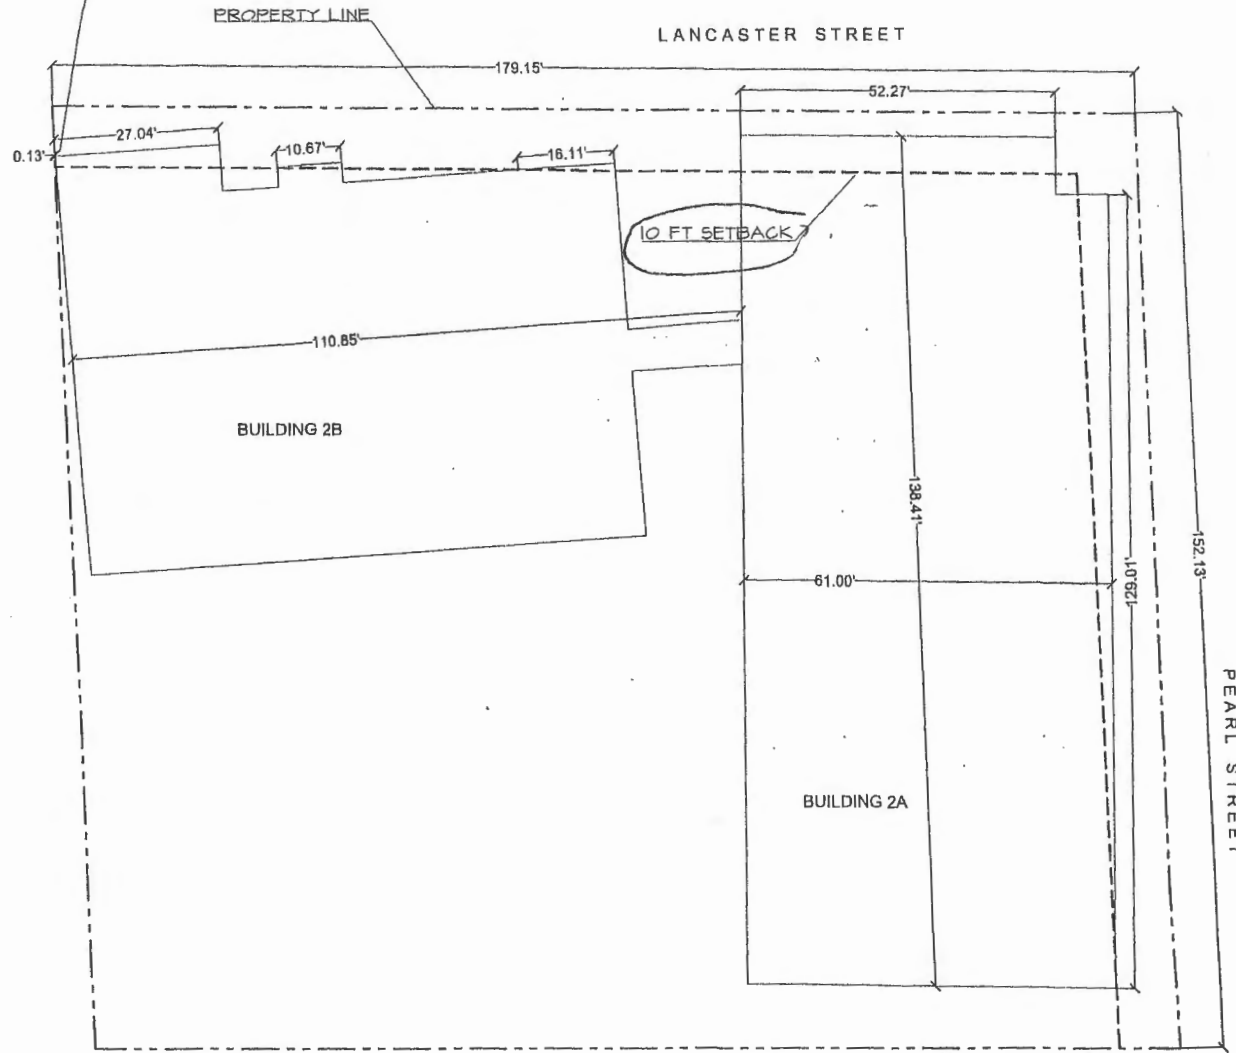 PROPERTY LINE
LANCASTER STREET
179.15'
52.27'
27.04'
10.67'
16.11'
0.13'
10 FT SETBACK
110.85'
BUILDING 2B
138.41'
152.13'
129.01'
61.00'
PEARL STREET
BUILDING 2A